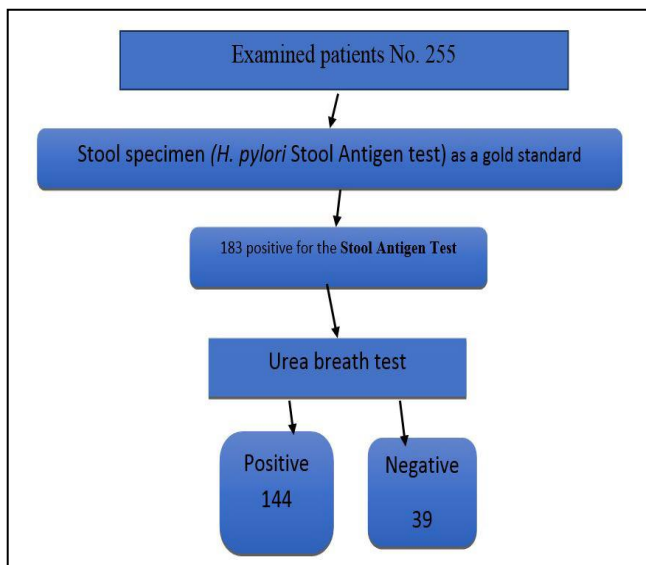 Examined patients No. 255
Stool specimen (H. pylori Stool Antigen test) as a gold standard
183 positive for the Stool Antigen Test
Urea breath test
Positive
144
Negative
39